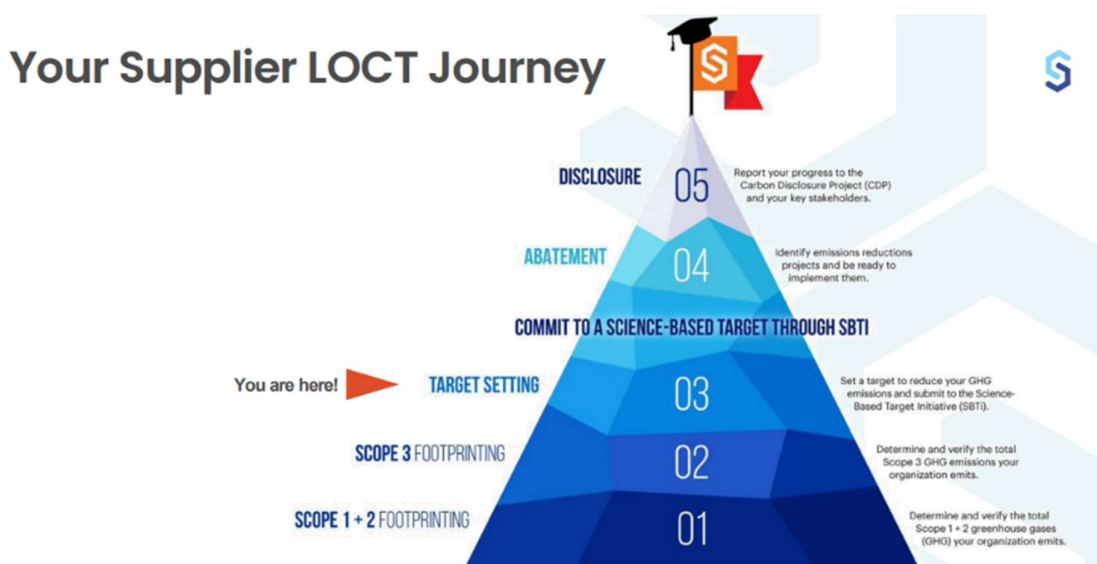 Your Supplier LOCT Journey
DISCLOSURE
05
Report your progress to the
Carbon Disclosure Project (CDP)
and your key stakeholders.
ABATEMENT
04
Identify emissions reductions
projects and be ready to
implement them.
COMMIT TO A SCIENCE-BASED TARGET THROUGH SBTI
You are here!
TARGET SETTING
03
Set a target to reduce your GHG
emissions and submit to the Science-
Based Target Initiative (SBTi).
SCOPE 3 FOOTPRINTING
02
Determine and verify the total
Scope 3 GHG emissions your
organization emits.
SCOPE 1 + 2 FOOTPRINTING
01
Determine and verify the total
Scope 1 + 2 greenhouse gases
(GHG) your organization emits.